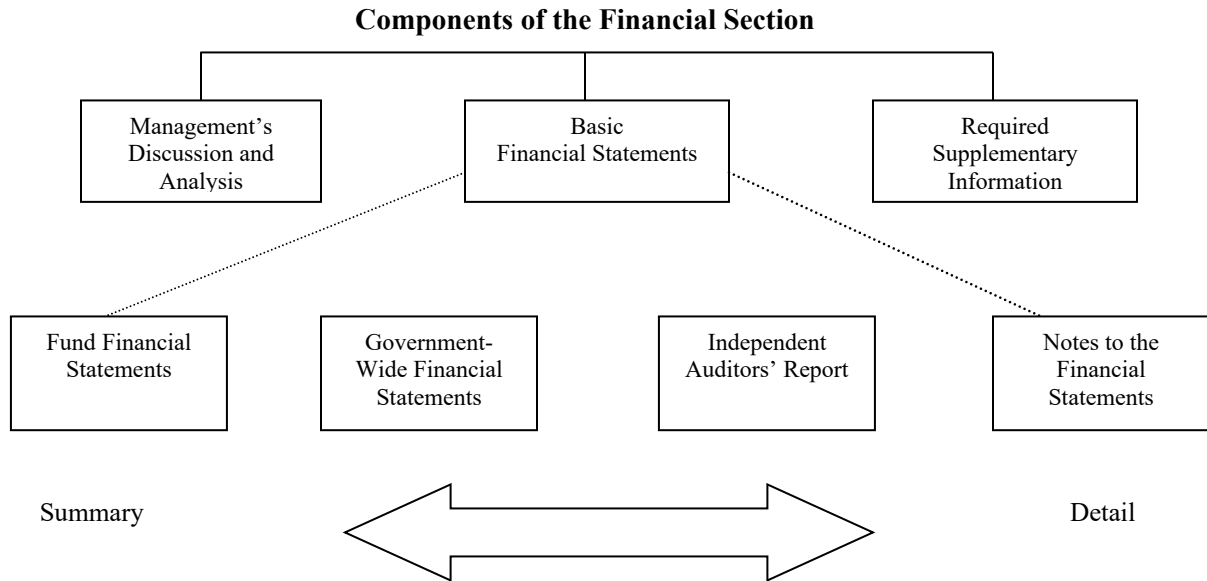 Components of the Financial Section
Management’s
Discussion and
Analysis
Basic
Financial Statements
Required
Supplementary
Information
Fund Financial
Statements
Government-
Wide Financial
Statements
Independent
Auditors’ Report
Notes to the
Financial
Statements
Summary
Detail